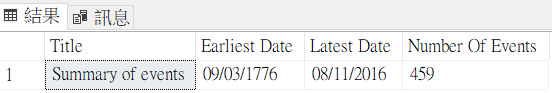 結果 訊息
Title Earliest Date Latest Date Number Of Events
1 Summary of events 09/03/1776 08/11/2016 459